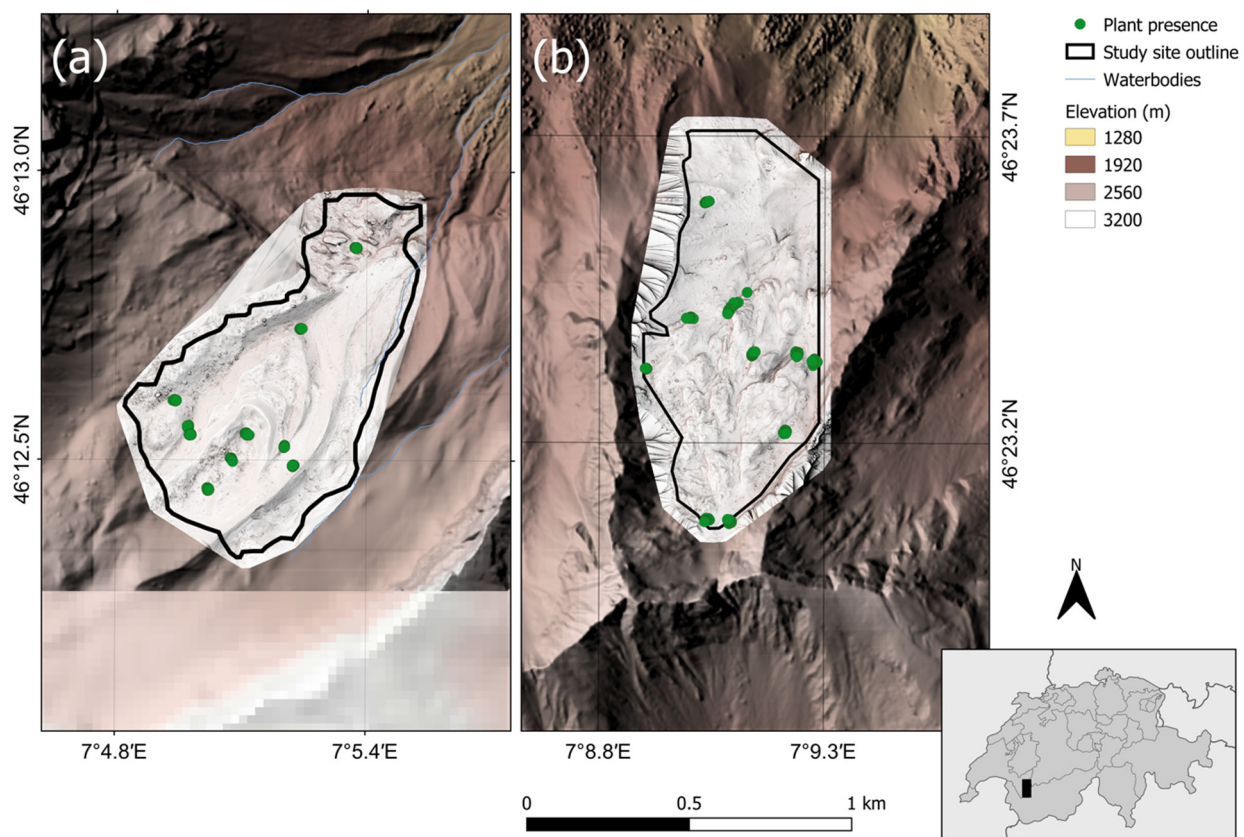 (a)
(b)
Plant presence
Study site outline
Waterbodies
Elevation (m)
1280
1920
2560
3200
46°13.0′N
46°12.5′N
46°23.7′N
46°23.2′N
7°4.8′E
7°5.4′E
7°8.8′E
7°9.3′E
N
0
0.5
1 km